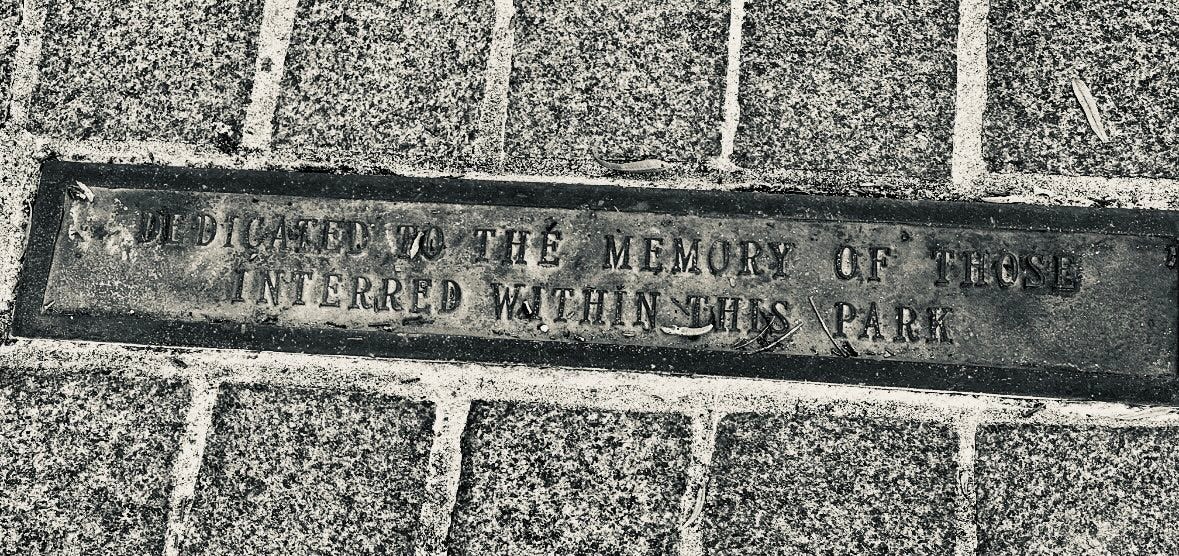 DEDICATED TO THE MEMORY OF THOSE
INTERRED WITHIN THIS PARK